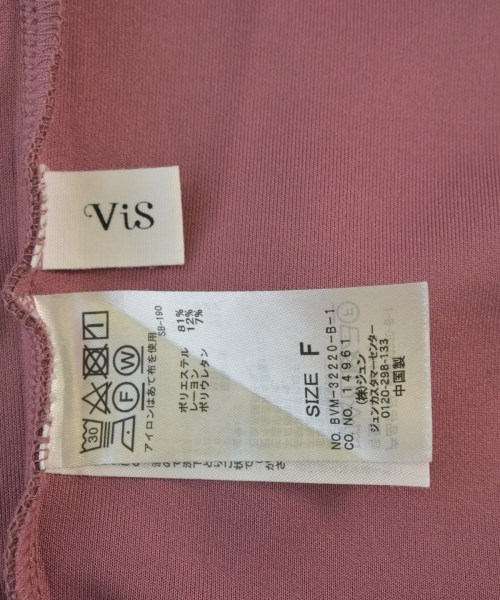 ViS
30
F W
アイロンはあて布を使用
SB-190
ポリエステル 81%
レーヨン 12%
ポリウレタン 7%
SIZE F
NO. BVM-32220-B-1
CO. NO. 14961
(株)ジュン
ジュンカスタマーセンター
0120-298-133
中国製